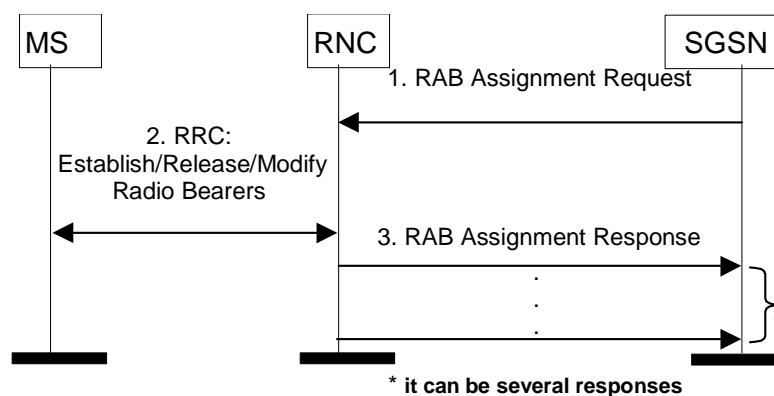 MS
RNC
SGSN
1. RAB Assignment Request
2. RRC:
Establish/Release/Modify
Radio Bearers
3. RAB Assignment Response
.
.
.
* it can be several responses